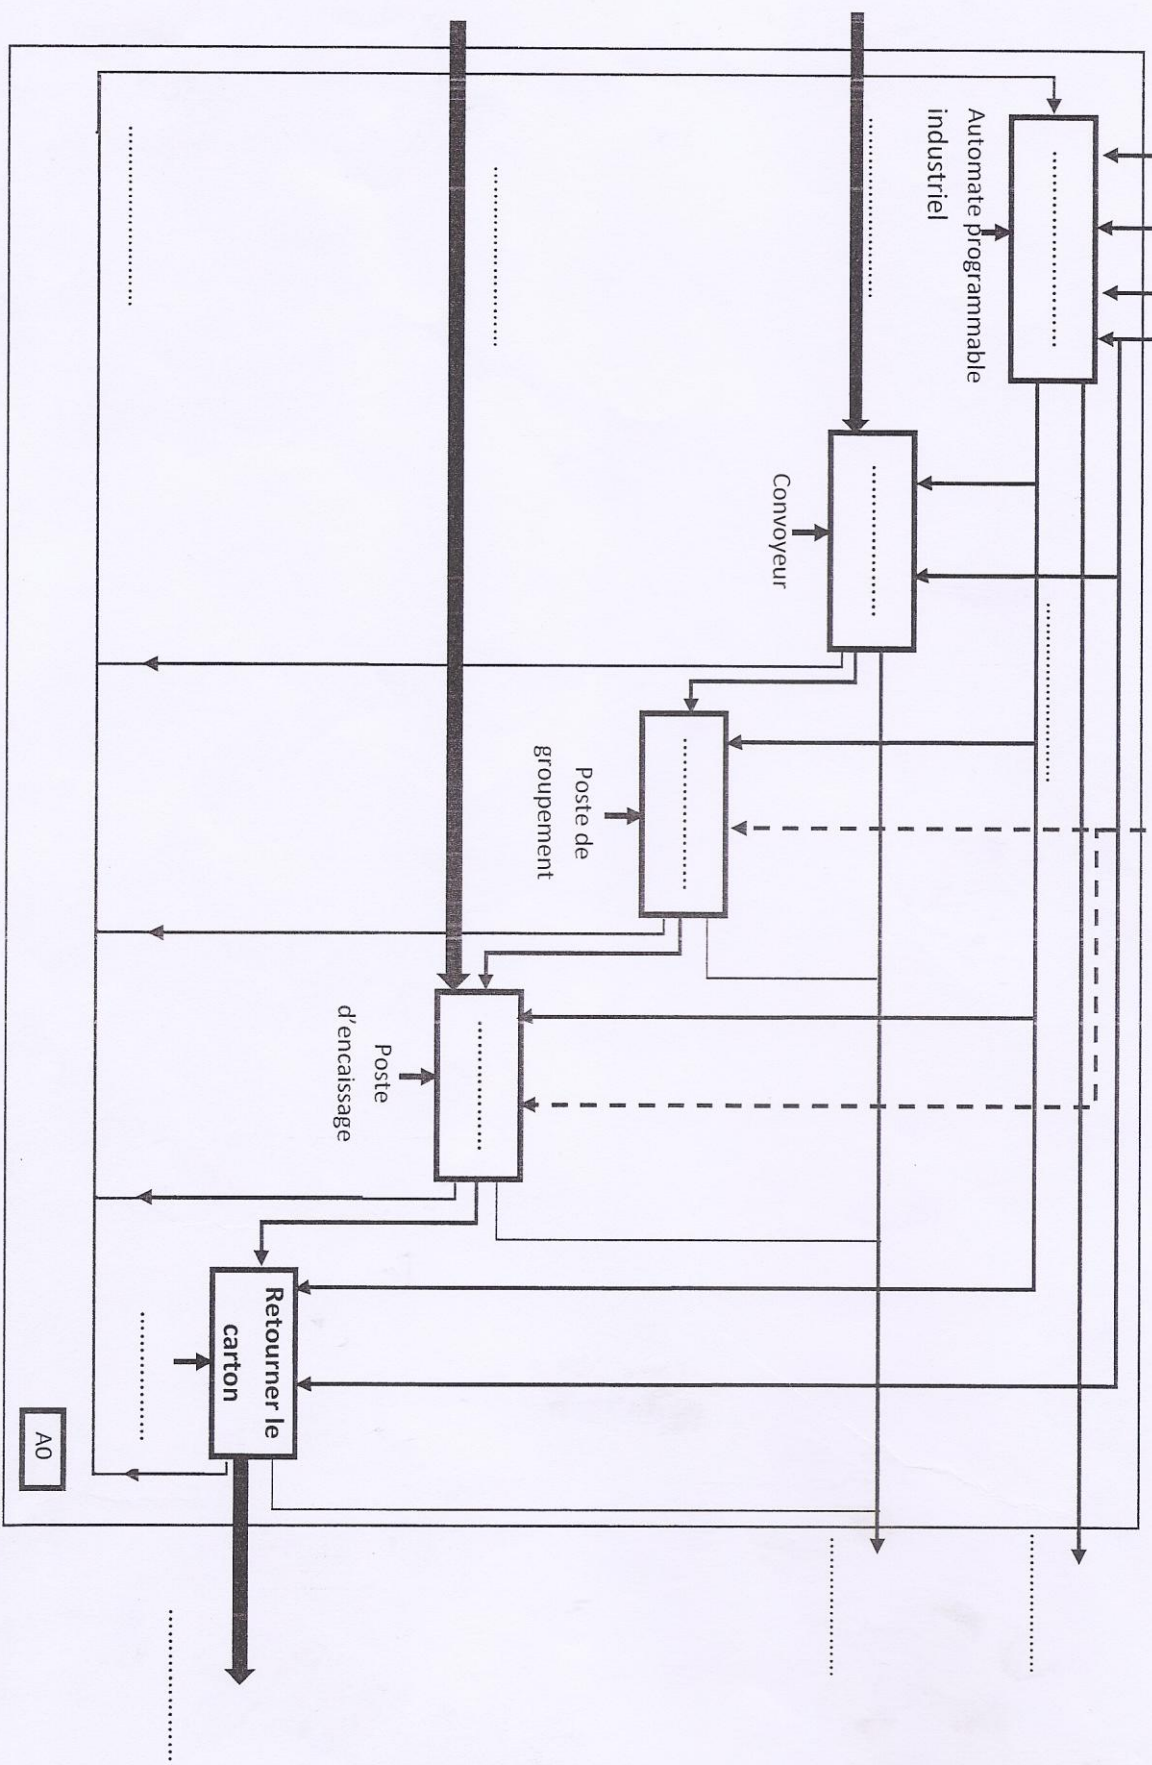 Automate programmable
industriel
Convoyeur
Poste de
groupement
Poste
d'encaissage
Retourner le
carton
A0